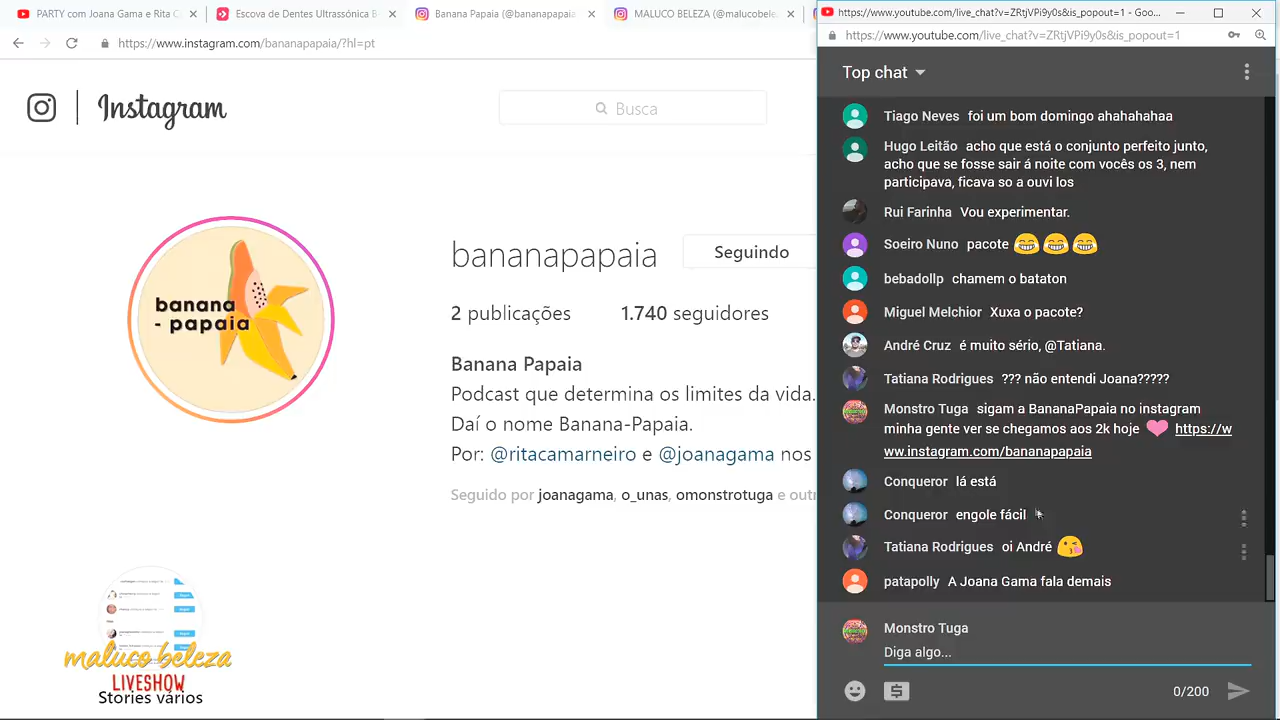 PARTY com Joana Gama e Rita C
Escova de Dentes Ultrassónica B
Banana Papaia (@bananapapaia
MALUCO BELEZA (@malucobele
https://www.youtube.com/live_chat?v=ZRtjVPi9y0s&is_popout=1 - Goo...
https://www.instagram.com/bananapapaia/?hl=pt
https://www.youtube.com/live_chat?v=ZRtjVPi9y0s&is_popout=1
Instagram
Busca
banana
- papaia
bananapapaia
Seguindo
2 publicações 1.740 seguidores
Banana Papaia
Podcast que determina os limites da vida.
Daí o nome Banana-Papaia.
Por: @ritacamarneiro e @joanagama nos
Seguido por joanagama, o_unas, omonstrotuga e outr
maluco beleza
LIVESHOW
Stories vários
Top chat
Tiago Neves foi um bom domingo ahahahahaa
Hugo Leitão acho que está o conjunto perfeito junto,
acho que se fosse sair á noite com vocês os 3, nem
participava, ficava so a ouvi los
Rui Farinha Vou experimentar.
Soeiro Nuno pacote 😂😂😂
bebadollp chamem o bataton
Miguel Melchior Xuxa o pacote?
André Cruz é muito sério, @Tatiana.
Tatiana Rodrigues ??? não entendi Joana?????
Monstro Tuga sigam a BananaPapaia no instagram
minha gente ver se chegamos aos 2k hoje ❤ https://w
ww.instagram.com/bananapapaia
Conqueror lá está
Conqueror engole fácil
Tatiana Rodrigues oi André 😘
patapolly A Joana Gama fala demais
Monstro Tuga
Diga algo...
0/200